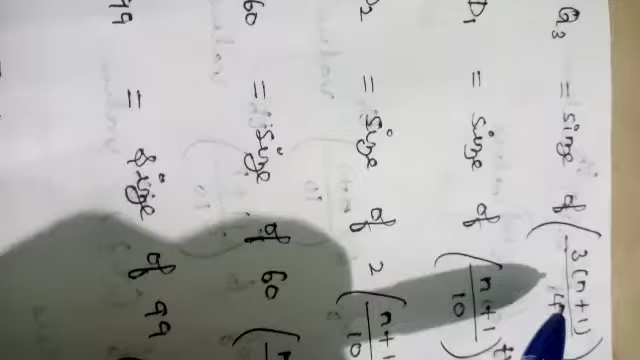 Q3 = size of (3(n+1)/4)
D1 = size of (n+1/10) t
D2 = size of 2 (n+1/10
60 = size of 60 (n
99 = size of 99